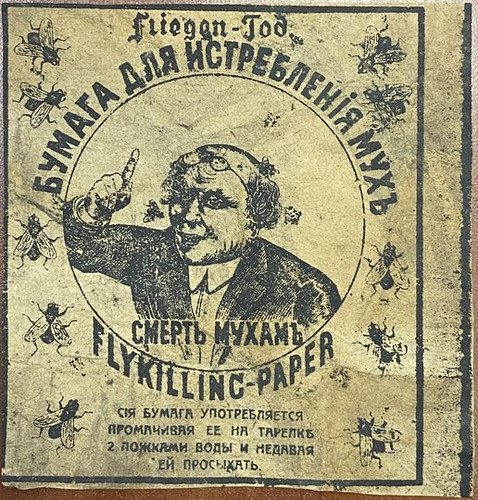 Fliegen-Tod.
БУМАГА ДЛЯ ИСТРЕБЛЕНІЯ МУХЪ
СМЕРТЬ МУХАМЪ
FLYKILLING-PAPER
СІЯ БУМАГА УПОТРЕБЛЯЕТСЯ
ПРОМАЧИВАЯ ЕЕ НА ТАРЕЛКѢ
2 ЛОЖКАМИ ВОДЫ И НЕДАВАЯ
ЕЙ ПРОСЫХАТЬ.